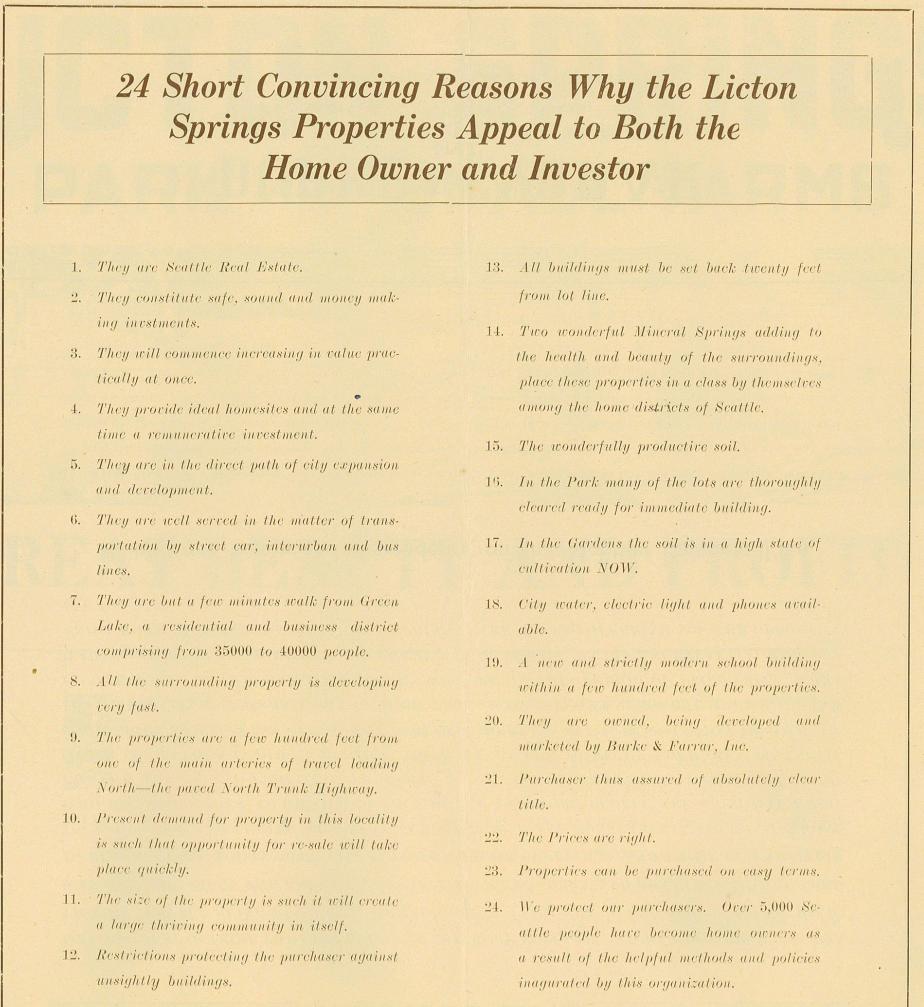 24 Short Convincing Reasons Why the Licton
Springs Properties Appeal to Both the
Home Owner and Investor
1. They are Seattle Real Estate.
2. They constitute safe, sound and money mak-
ing invstments.
3. They will commence increasing in value prac-
tically at once.
4. They provide ideal homesites and at the same
time a remunerative investment.
5. They are in the direct path of city expansion
and development.
6. They are well served in the matter of trans-
portation by street car, interurban and bus
lines.
7. They are but a few minutes walk from Green
Lake, a residential and business district
comprising from 35000 to 40000 people.
8. All the surrounding property is developing
very fast.
9. The properties are a few hundred feet from
one of the main arteries of travel leading
North—the paved North Trunk Highway.
10. Present demand for property in this locality
is such that opportunity for re-sale will take
place quickly.
11. The size of the property is such it will create
a large thriving community in itself.
12. Restrictions protecting the purchaser against
unsightly buildings.
13. All buildings must be set back twenty feet
from lot line.
14. Two wonderful Mineral Springs adding to
the health and beauty of the surroundings,
place these properties in a class by themselves
among the home districts of Seattle.
15. The wonderfully productive soil.
16. In the Park many of the lots are thoroughly
cleared ready for immediate building.
17. In the Gardens the soil is in a high state of
cultivation NOW.
18. City water, electric light and phones avail-
able.
19. A new and strictly modern school building
within a few hundred feet of the properties.
20. They are owned, being developed and
marketed by Burke & Farrar, Inc.
21. Purchaser thus assured of absolutely clear
title.
22. The Prices are right.
23. Properties can be purchased on easy terms.
24. We protect our purchasers. Over 5,000 Se-
attle people have become home owners as
a result of the helpful methods and policies
inagurated by this organization.